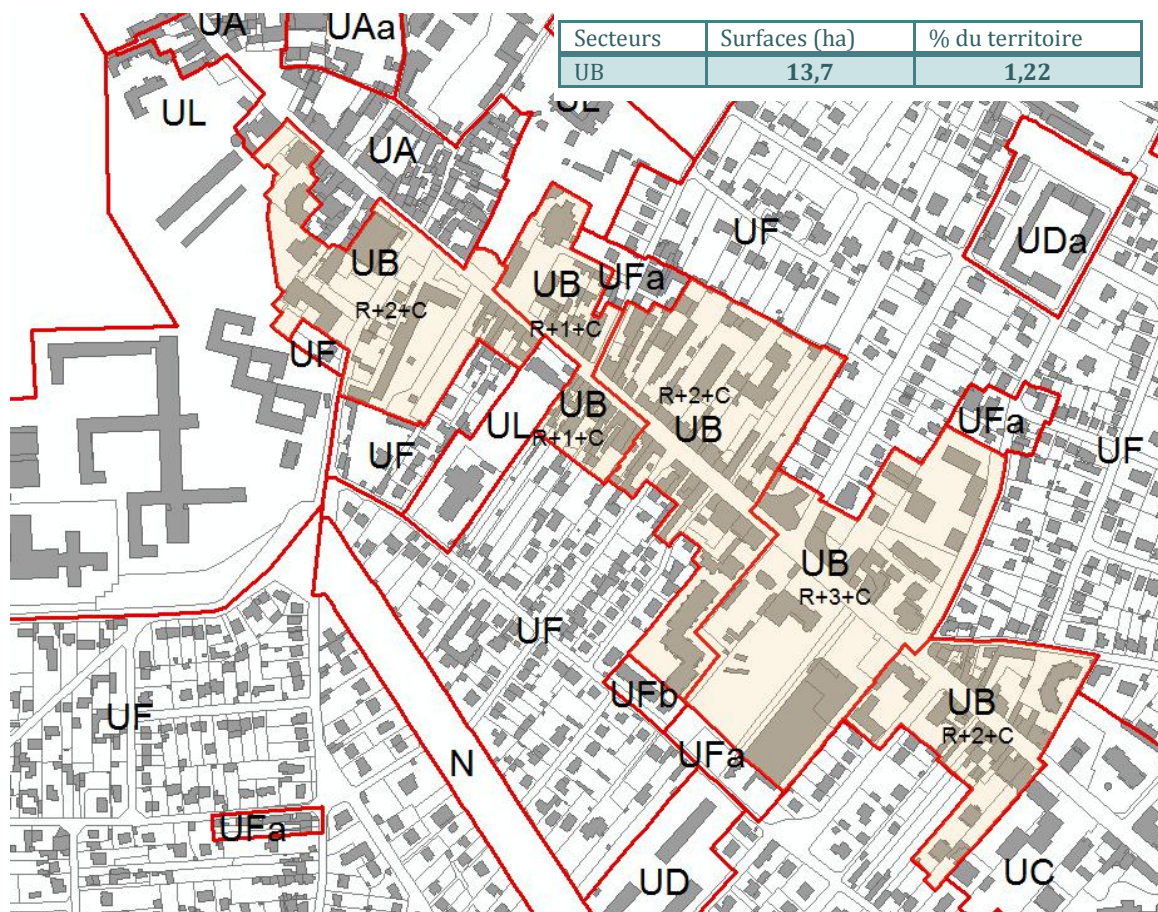 UA
UAa
Secteurs Surfaces (ha) % du territoire
UB 13,7 1,22
UL
UL
UA
UF
UDa
UB
R+2+C
UFa
UB
R+1+C
UF
R+2+C
UB
UB
R+1+C
UL
UF
UFa
UF
UB
R+3+C
UF
UFb
UB
R+2+C
UF
N
UFa
UFa
UD
UC